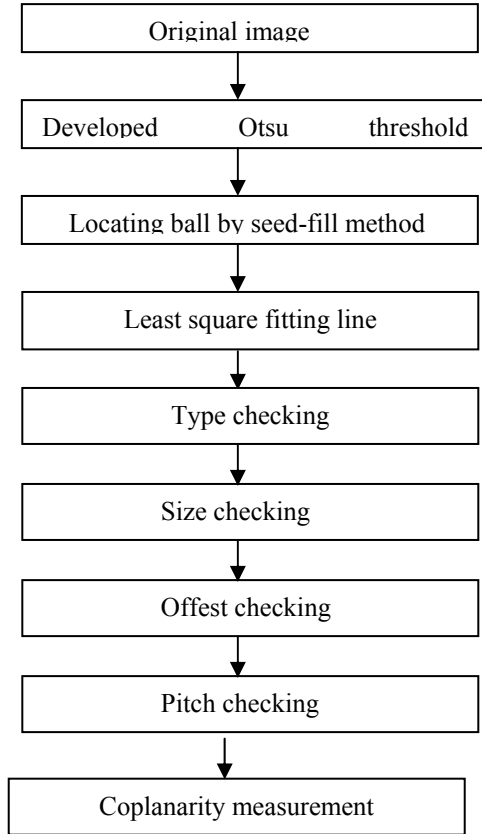 Original image
Developed Otsu threshold
Locating ball by seed-fill method
Least square fitting line
Type checking
Size checking
Offest checking
Pitch checking
Coplanarity measurement